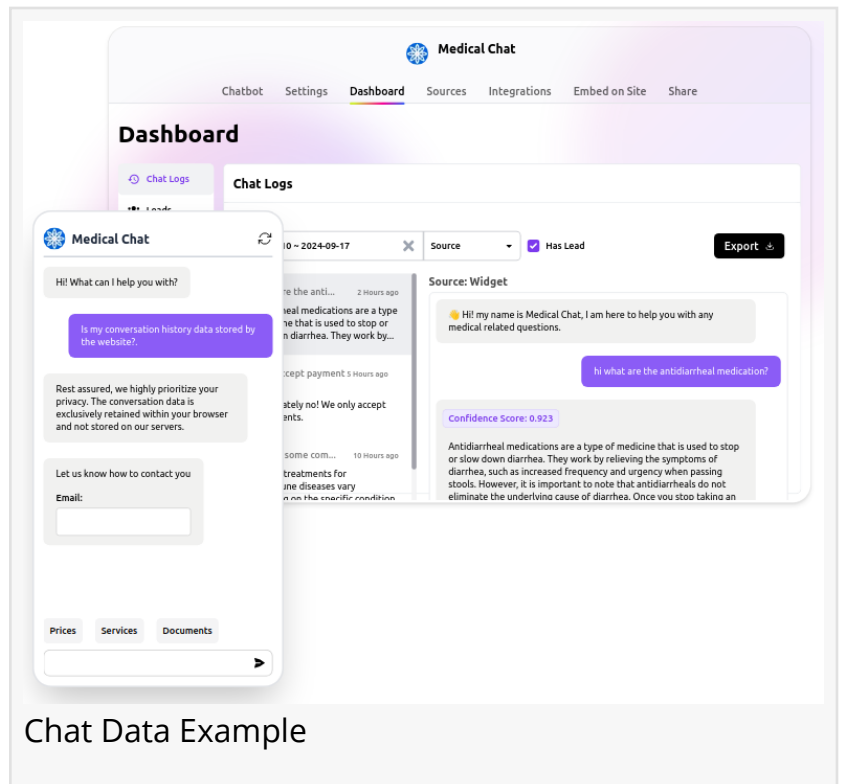 Medical Chat
Chatbot Settings Dashboard Sources Integrations Embed on Site Share
Dashboard
Chat Logs
Chat Logs
10 ~ 2024-09-17
Source
Has Lead
Export
re the anti... 2 Hours ago
medications are a type
that is used to stop or
diarrhea. They work by...
payment 5 Hours ago
no! We only accept
some com... 10 Hours ago
treatments for
diseases vary
on the specific condition
Source: Widget
👋 Hi! my name is Medical Chat, I am here to help you with any
medical related questions.
hi what are the antidiarrheal medication?
Confidence Score: 0.923
Antidiarrheal medications are a type of medicine that is used to stop
or slow down diarrhea. They work by relieving the symptoms of
diarrhea, such as increased frequency and urgency when passing
stools. However, it is important to note that antidiarrheals do not
eliminate the underlying cause of diarrhea. Once you stop taking an
Medical Chat
Hi! What can I help you with?
Is my conversation history data stored by
the website?.
Rest assured, we highly prioritize your
privacy. The conversation data is
exclusively retained within your browser
and not stored on our servers.
Let us know how to contact you
Email:
Prices Services Documents
Chat Data Example